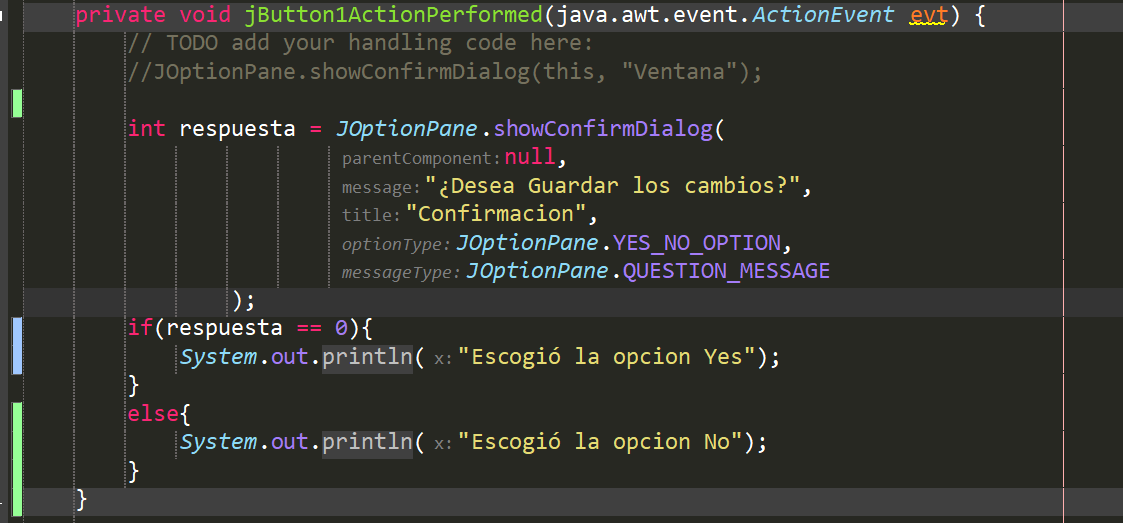 private void jButton1ActionPerformed(java.awt.event.ActionEvent evt) {
// TODO add your handling code here:
//JOptionPane.showConfirmDialog(this, "Ventana");
int respuesta = JOptionPane.showConfirmDialog(
parentComponent: null,
message: "¿Desea Guardar los cambios?",
title: "Confirmacion",
optionType: JOptionPane.YES_NO_OPTION,
messageType: JOptionPane.QUESTION_MESSAGE
);
if(respuesta == 0){
System.out.println( x: "Escogió la opcion Yes");
}
else{
System.out.println( x: "Escogió la opcion No");
}
}